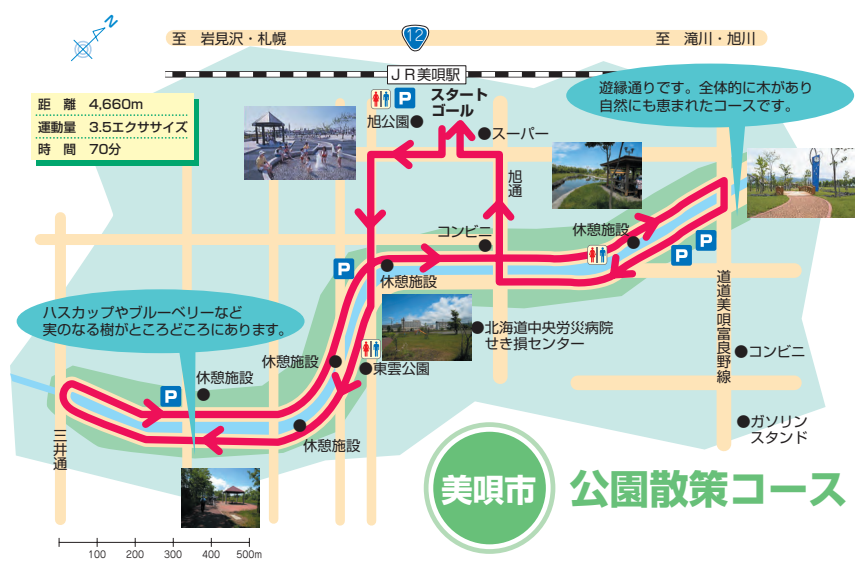 N
至 岩見沢・札幌
12
至 滝川・旭川
JR美唄駅
距 離 4,660m
運動量 3.5エクササイズ
時 間 70分
P
スタート
ゴール
旭公園
スーパー
遊縁通りです。全体的に木があり
自然にも恵まれたコースです。
旭通
コンビニ
休憩施設
P
P
P
休憩施設
道道美唄富良野線
ハスカップやブルーベリーなど
実のなる樹がところどころにあります。
北海道中央労災病院
せき損センター
コンビニ
休憩施設
東雲公園
休憩施設
P
休憩施設
ガソリン
スタンド
三井通
美唄市
公園散策コース
100 200 300 400 500m